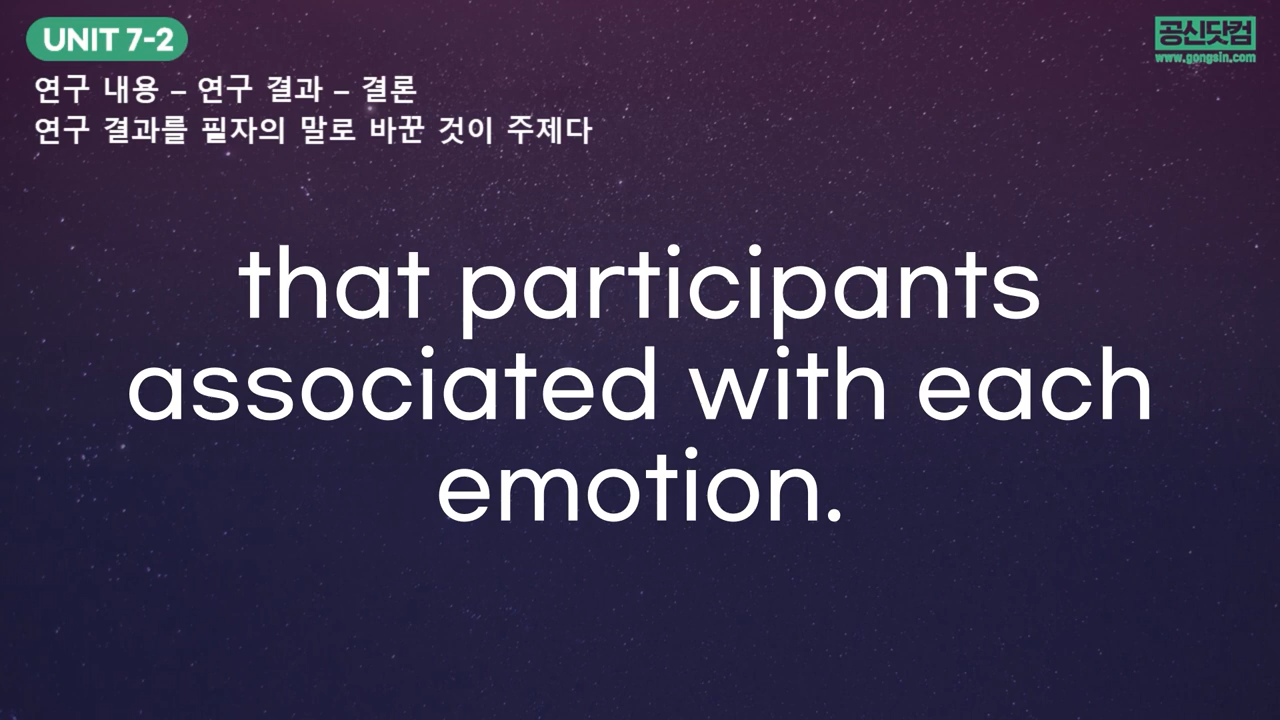 UNIT 7-2
공신닷컴
www.gongsin.com
연구 내용 – 연구 결과 – 결론
연구 결과를 필자의 말로 바꾼 것이 주제다
that participants
associated with each
emotion.